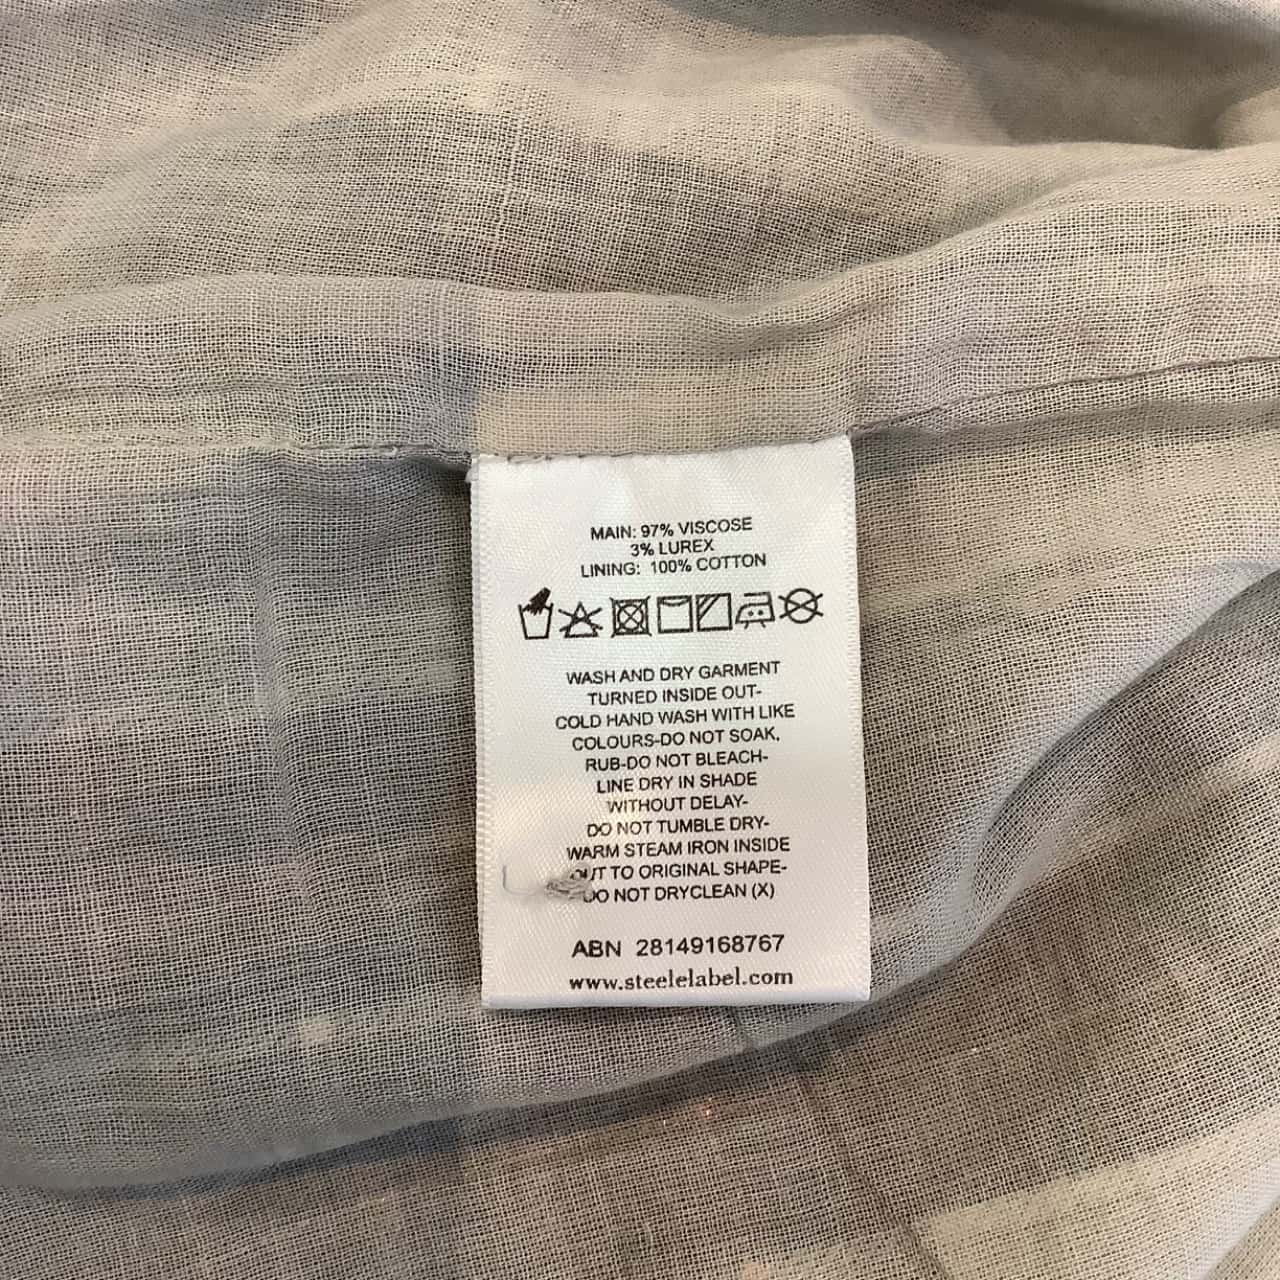 MAIN: 97% VISCOSE
3% LUREX
LINING: 100% COTTON
WASH AND DRY GARMENT
TURNED INSIDE OUT-
COLD HAND WASH WITH LIKE
COLOURS-DO NOT SOAK,
RUB-DO NOT BLEACH-
LINE DRY IN SHADE
WITHOUT DELAY-
DO NOT TUMBLE DRY-
WARM STEAM IRON INSIDE
OUT TO ORIGINAL SHAPE-
DO NOT DRYCLEAN (X)
ABN 28149168767
www.steelelabel.com